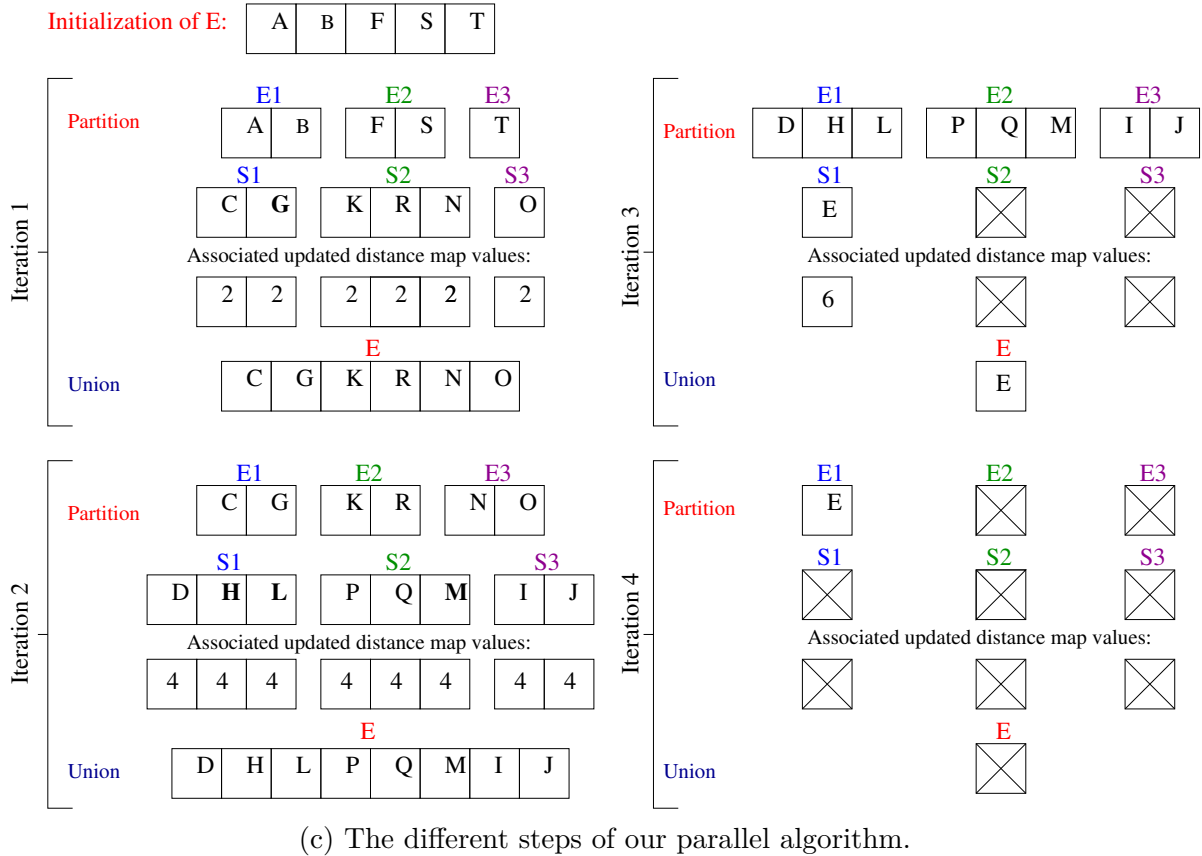 Initialization of E: A B F S T
Iteration 1
E1 E2 E3
Partition A B F S T
S1 S2 S3
C G K R N O
Associated updated distance map values:
2 2 2 2 2 2
E
Union C G K R N O
Iteration 2
E1 E2 E3
Partition C G K R N O
S1 S2 S3
D H L P Q M I J
Associated updated distance map values:
4 4 4 4 4 4 4 4
E
Union D H L P Q M I J
Iteration 3
E1 E2 E3
Partition D H L P Q M I J
S1 S2 S3
E
Associated updated distance map values:
6
E
Union E
Iteration 4
E1 E2 E3
Partition E
S1 S2 S3
Associated updated distance map values:
E
Union
(c) The different steps of our parallel algorithm.